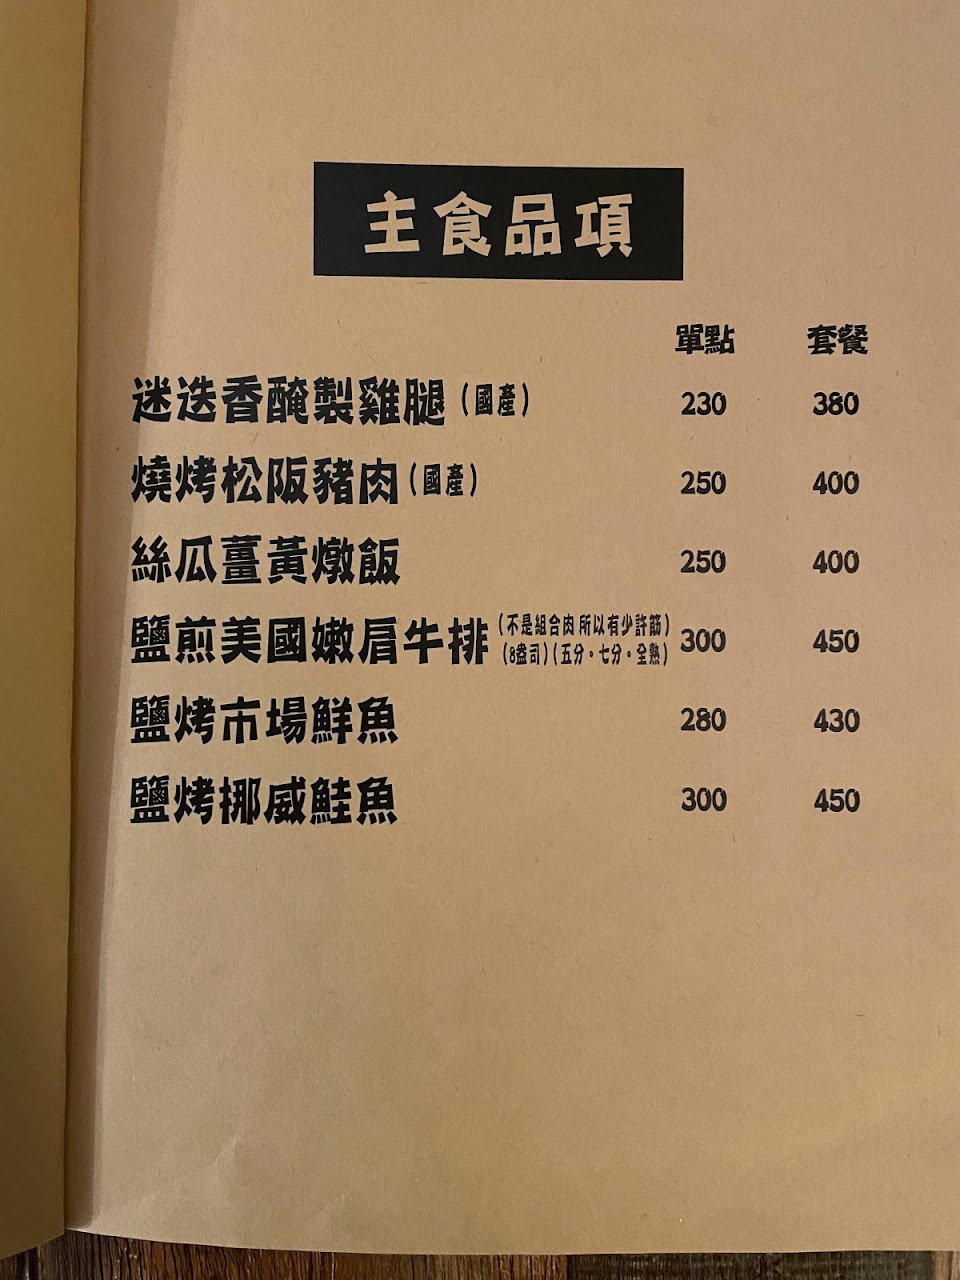 主食品項
單點 套餐
迷迭香醃製雞腿(國產) 230 380
燒烤松阪豬肉(國產) 250 400
絲瓜薑黃燉飯 250 400
鹽煎美國嫩肩牛排 (不是組合肉 所以有少許筋) 300 450
(8盎司)(五分・七分・全熟)
鹽烤市場鮮魚 280 430
鹽烤挪威鮭魚 300 450